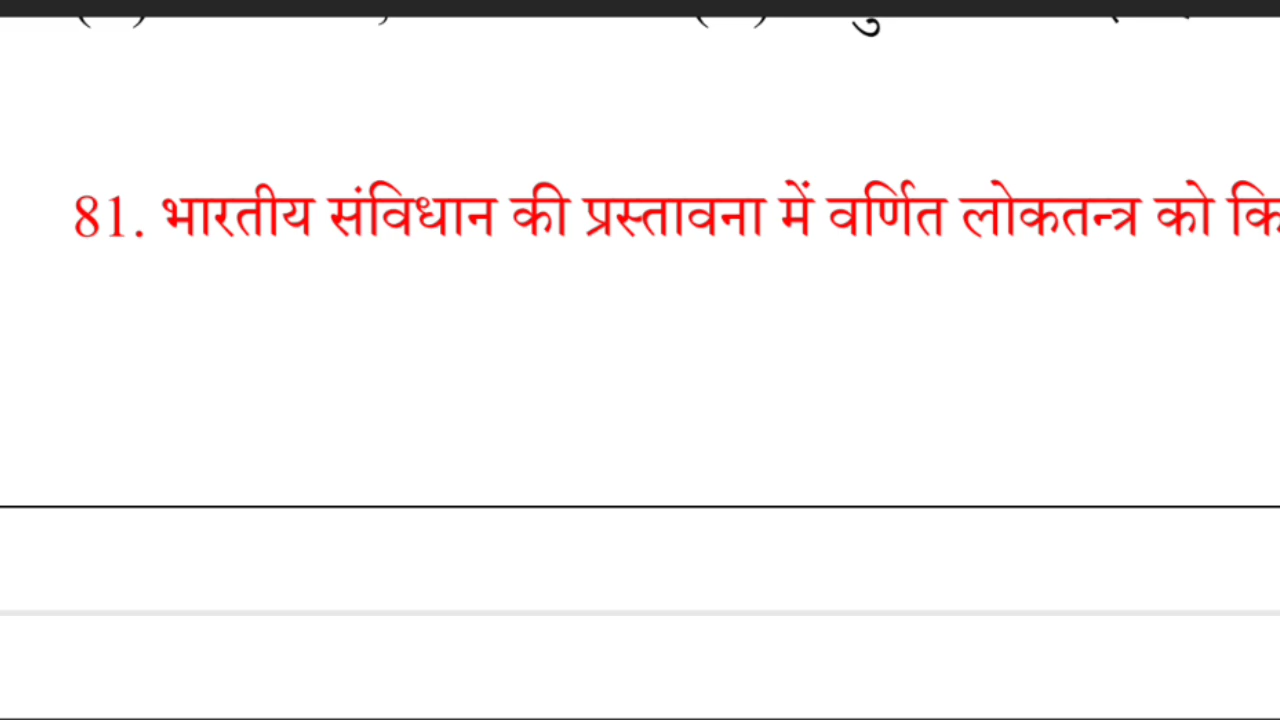 81. भारतीय संविधान की प्रस्तावना में वर्णित लोकतन्त्र को